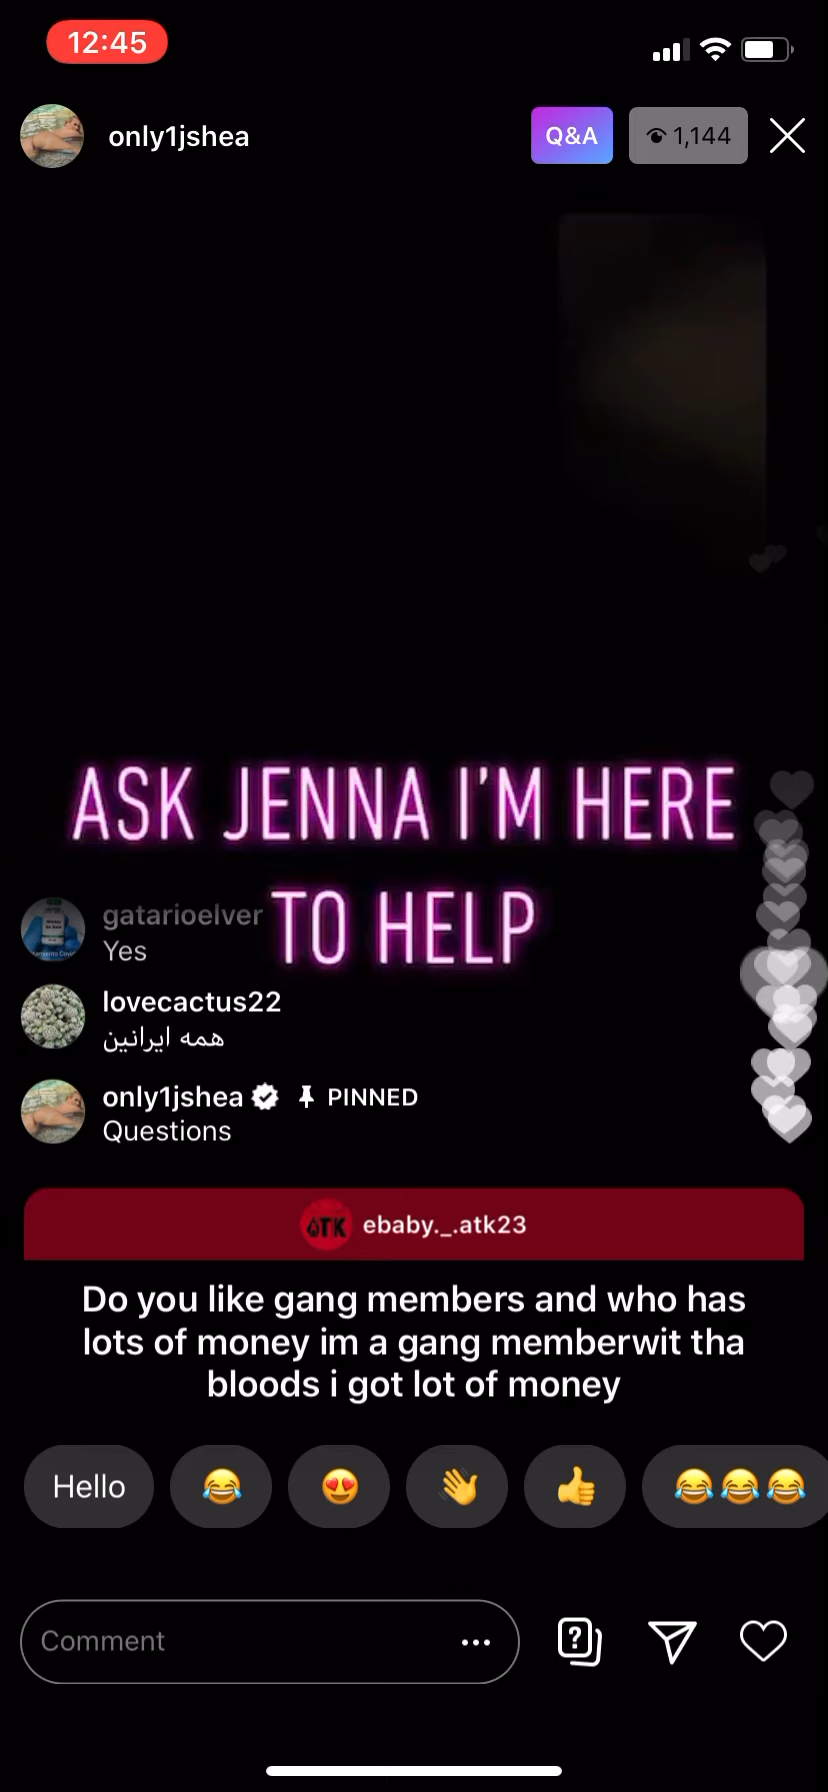 12:45
only1jshea
Q&A
1,144
ASK JENNA I'M HERE
TO HELP
gatarioelver
Yes
lovecactus22
همه ایرانین
only1jshea PINNED
Questions
ATK ebaby._.atk23
Do you like gang members and who has
lots of money im a gang memberwit tha
bloods i got lot of money
Hello
Comment